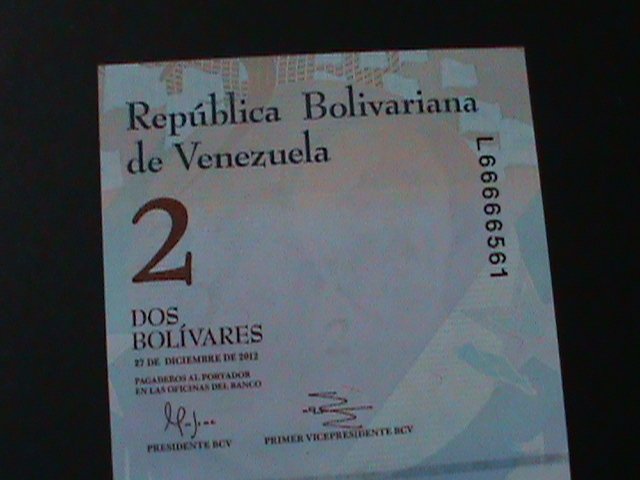 República Bolivariana
de Venezuela
L66666561
2
DOS
BOLÍVARES
27 DE DICIEMBRE DE 2012
PAGADEROS AL PORTADOR
EN LAS OFICINAS DEL BANCO
PRESIDENTE BCV
PRIMER VICEPRESIDENTE BCV